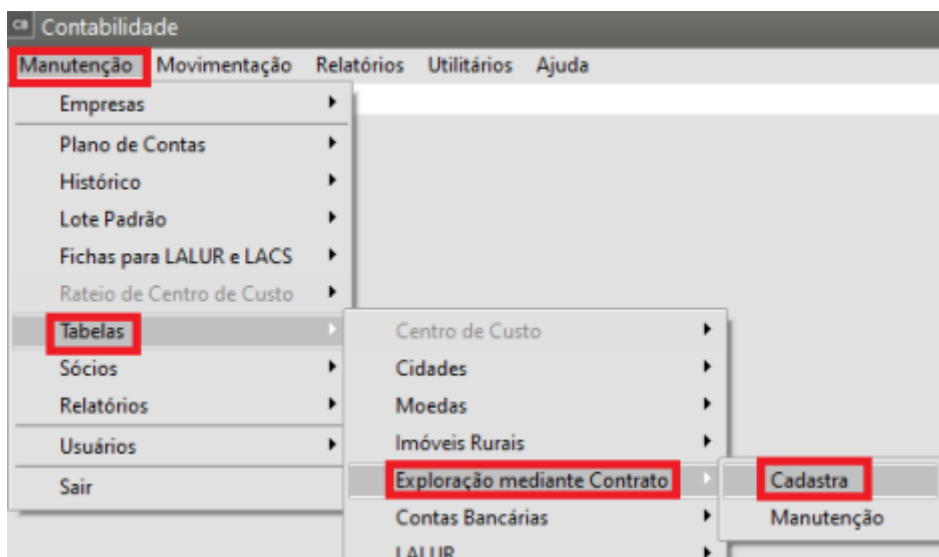 CB Contabilidade
Manutenção Movimentação Relatórios Utilitários Ajuda
Empresas
Plano de Contas
Histórico
Lote Padrão
Fichas para LALUR e LACS
Rateio de Centro de Custo
Tabelas
Sócios
Relatórios
Usuários
Sair
Centro de Custo
Cidades
Moedas
Imóveis Rurais
Exploração mediante Contrato
Contas Bancárias
LALUR
Cadastra
Manutenção